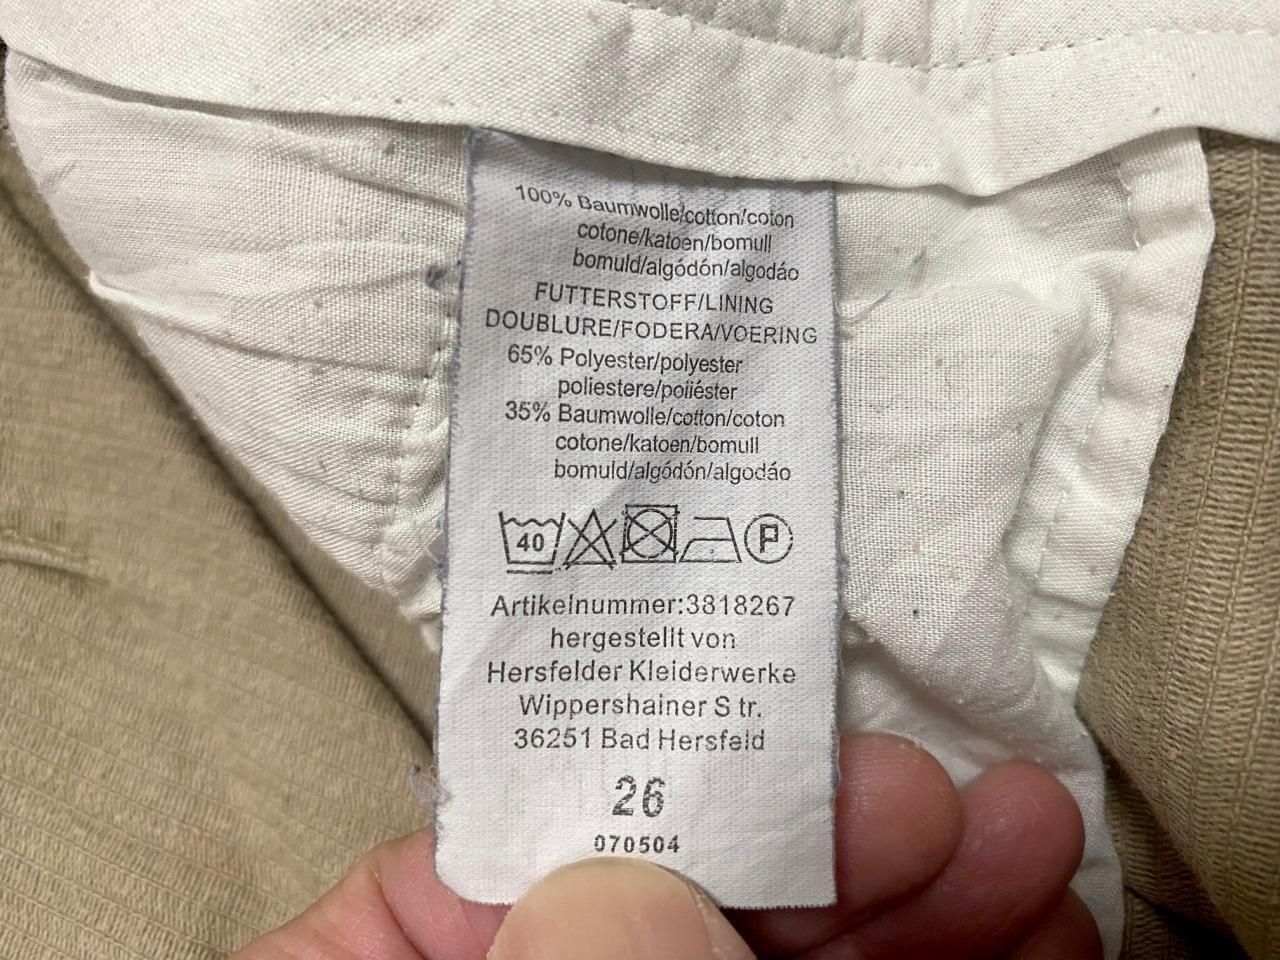 100% Baumwolle/cotton/coton
cotone/katoen/bomull
bomuld/algódón/algodáo
FUTTERSTOFF/LINING
DOUBLURE/FODERA/VOERING
65% Polyester/polyester
poliestere/poliéster
35% Baumwolle/cotton/coton
cotone/katoen/bomull
bomuld/algódón/algodáo
40 P
Artikelnummer:3818267
hergestellt von
Hersfelder Kleiderwerke
Wippershainer S tr.
36251 Bad Hersfeld
26
070504